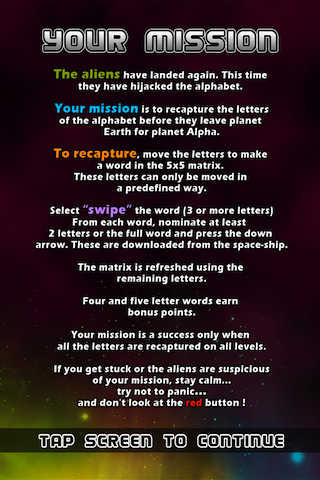 YOUR MISSION
The aliens have landed again. This time
they have hijacked the alphabet.
Your mission is to recapture the letters
of the alphabet before they leave planet
Earth for planet Alpha.
To recapture, move the letters to make
a word in the 5x5 matrix.
These letters can only be moved in
a predefined way.
Select "swipe" the word (3 or more letters)
From each word, nominate at least
2 letters or the full word and press the down
arrow. These are downloaded from the space-ship.
The matrix is refreshed using the
remaining letters.
Four and five letter words earn
bonus points.
Your mission is a success only when
all the letters are recaptured on all levels.
If you get stuck or the aliens are suspicious
of your mission, stay calm...
try not to panic...
and don't look at the red button !
TAP SCREEN TO CONTINUE